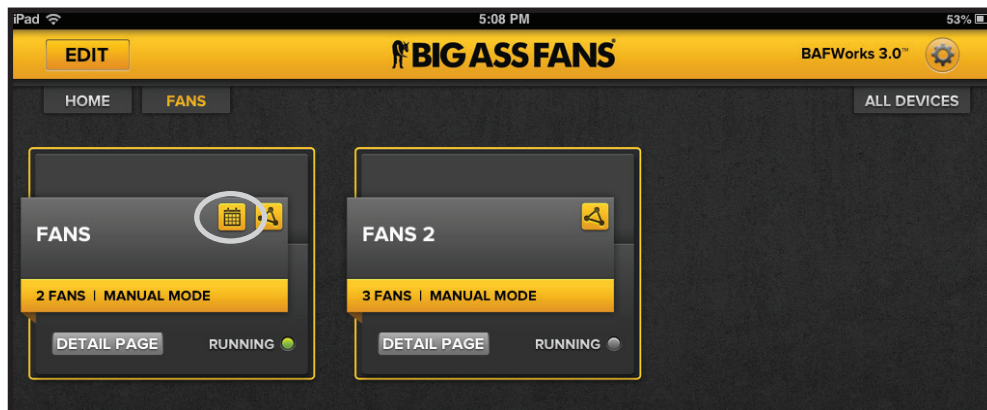 iPad 5:08 PM 53%
EDIT BIG ASS FANS® BAFWorks 3.0™
HOME FANS ALL DEVICES
FANS FANS 2
2 FANS | MANUAL MODE 3 FANS | MANUAL MODE
DETAIL PAGE RUNNING DETAIL PAGE RUNNING